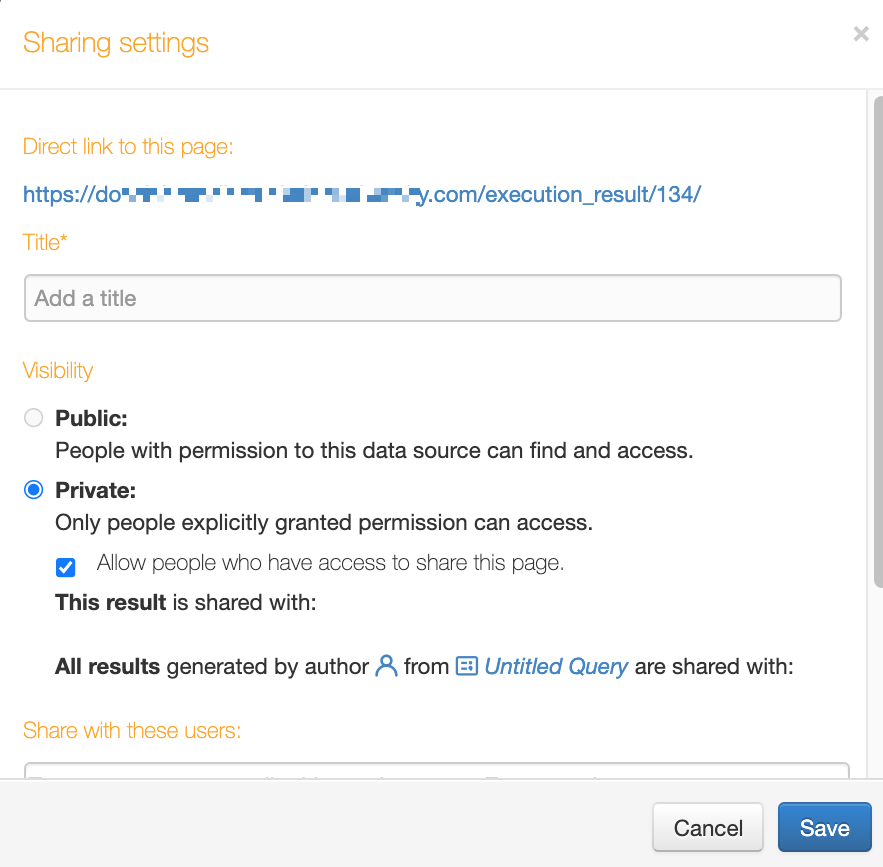 Sharing settings
×
Direct link to this page:
https://do y.com/execution_result/134/
Title*
Add a title
Visibility
Public:
People with permission to this data source can find and access.
Private:
Only people explicitly granted permission can access.
Allow people who have access to share this page.
This result is shared with:
All results generated by author from Untitled Query are shared with:
Share with these users:
Cancel
Save